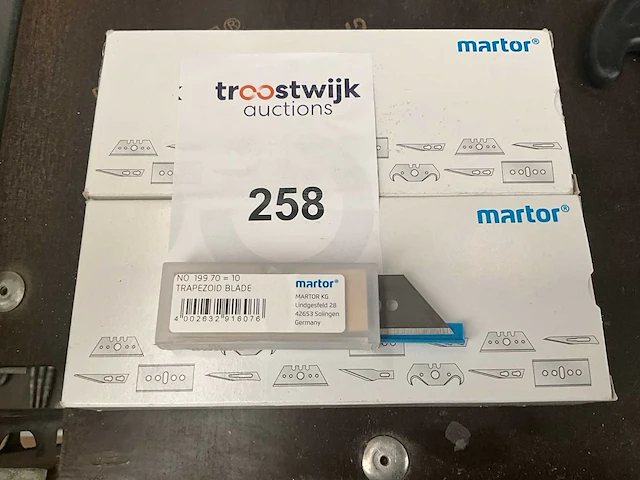 martor®
troostwijk
auctions
258
martor®
NO. 199.70 = 10
TRAPEZOID BLADE
4 002632 916076
martor®
MARTOR KG
Lindgesfeld 28
42653 Solingen
Germany